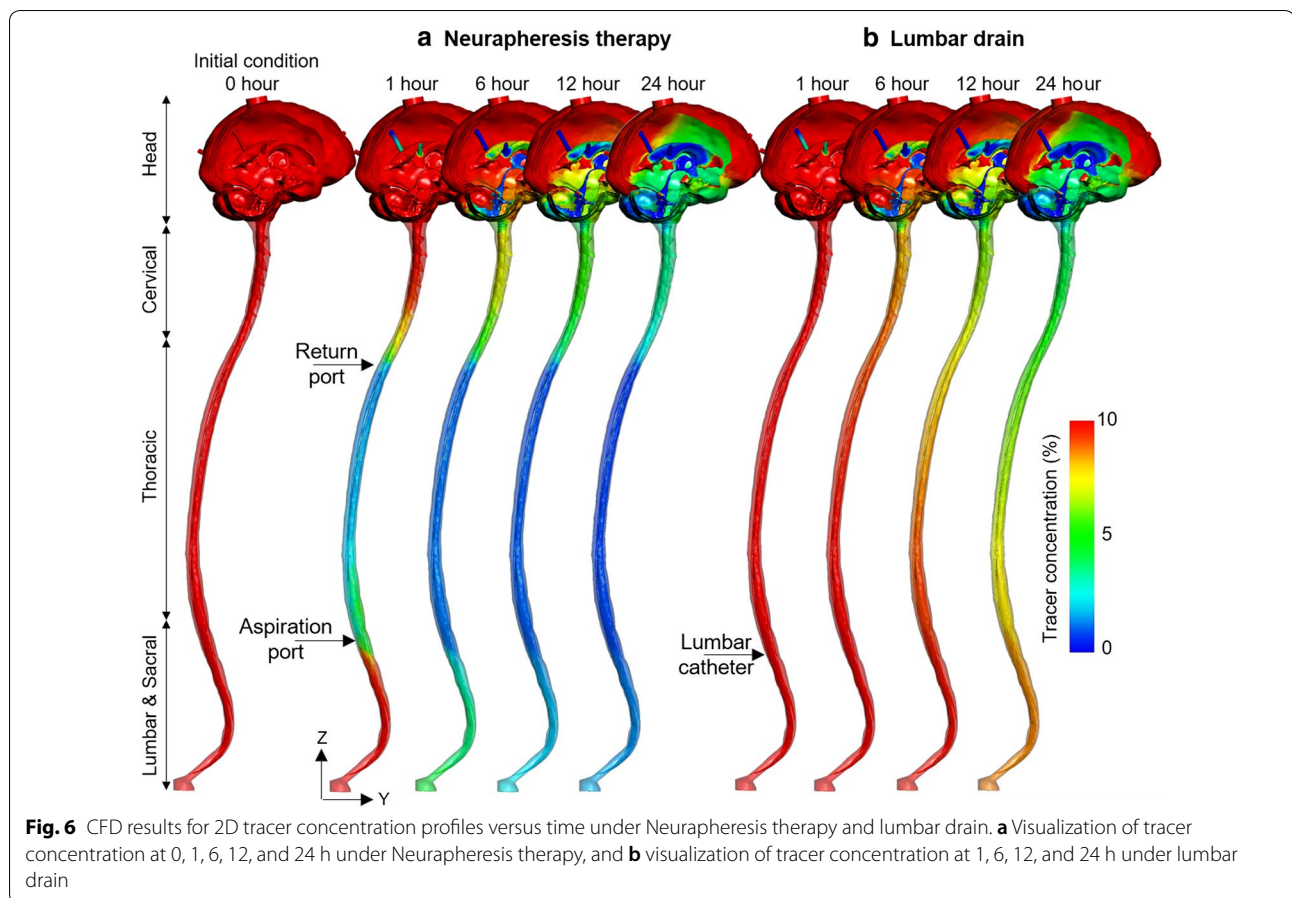 a Neurapheresis therapy
b Lumbar drain
Initial condition
0 hour
1 hour
6 hour
12 hour
24 hour
1 hour
6 hour
12 hour
24 hour
Head
Cervical
Thoracic
Lumbar & Sacral
Return
port
Aspiration
port
Lumbar
catheter
Z
Y
Tracer concentration (%)
10
5
0
Fig. 6 CFD results for 2D tracer concentration profiles versus time under Neurapheresis therapy and lumbar drain. a Visualization of tracer
concentration at 0, 1, 6, 12, and 24 h under Neurapheresis therapy, and b visualization of tracer concentration at 1, 6, 12, and 24 h under lumbar
drain